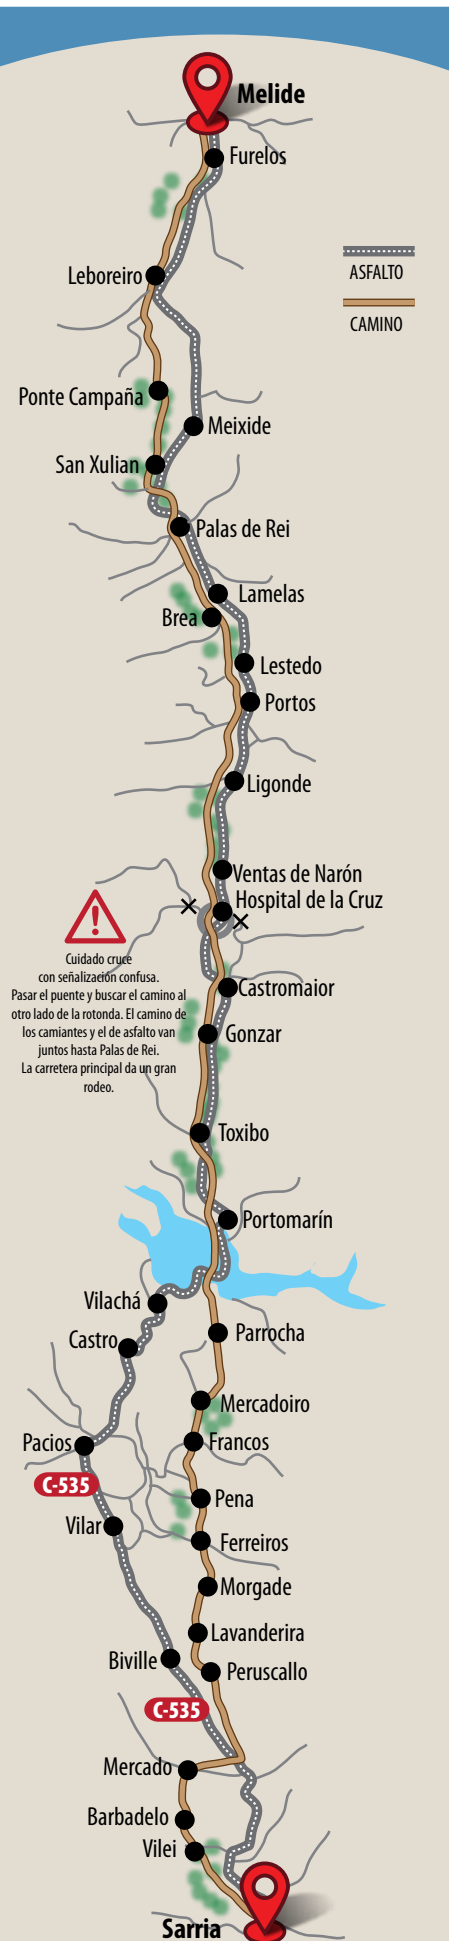 Melide
Furelos
ASFALTO
Leboreiro
CAMINO
Ponte Campaña
Meixide
San Xulian
Palas de Rei
Lamelas
Brea
Lestedo
Portos
Ligonde
Ventas de Narón
Hospital de la Cruz
Cuidado cruce
con señalización confusa.
Pasar el puente y buscar el camino al
otro lado de la rotonda. El camino de
los camiantes y el de asfalto van
juntos hasta Palas de Rei.
La carretera principal da un gran
rodeo.
Castromaior
Gonzar
Toxibo
Portomarín
Vilachá
Parrocha
Castro
Mercadoiro
Pacios
Francos
C-535
Pena
Vilar
Ferreiros
Morgade
Lavanderira
Biville
Peruscallo
C-535
Mercado
Barbadelo
Vilei
Sarria